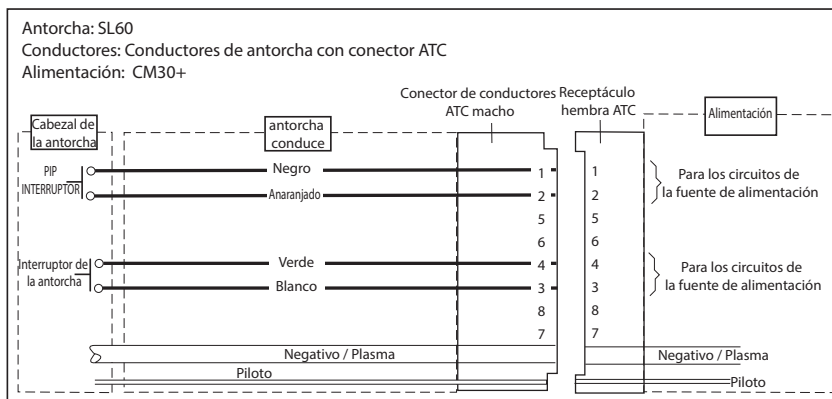 Antorcha: SL60
Conductores: Conductores de antorcha con conector ATC
Alimentación: CM30+
Conector de conductores
ATC macho
Receptáculo
hembra ATC
Alimentación
Cabezal de
la antorcha
antorcha
conduce
PIP
INTERRUPTOR
Negro
1
1
Anaranjado
2
2
Para los circuitos de
la fuente de alimentación
5
5
6
6
Interruptor de
la antorcha
Verde
4
4
Blanco
3
3
Para los circuitos de
la fuente de alimentación
8
8
7
7
Negativo / Plasma
Negativo / Plasma
Piloto
Piloto